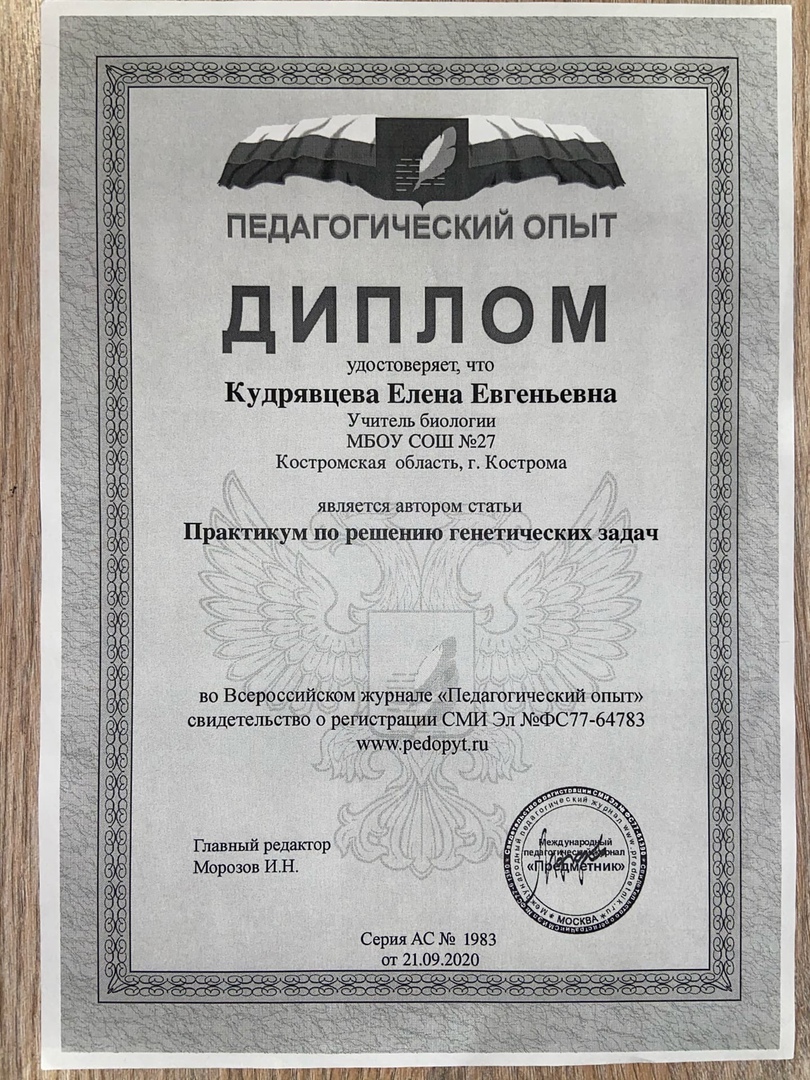 ПЕДАГОГИЧЕСКИЙ ОПЫТ
ДИПЛОМ
удостоверяет, что
Кудрявцева Елена Евгеньевна
Учитель биологии
МБОУ СОШ №27
Костромская область, г. Кострома
является автором статьи
Практикум по решению генетических задач
во Всероссийском журнале «Педагогический опыт»
свидетельство о регистрации СМИ Эл №ФС77-64783
www.pedopyt.ru
Главный редактор
Морозов И.Н.
Международный
педагогический журнал
«Предметник»
МОСКВА
Серия АС № 1983
от 21.09.2020